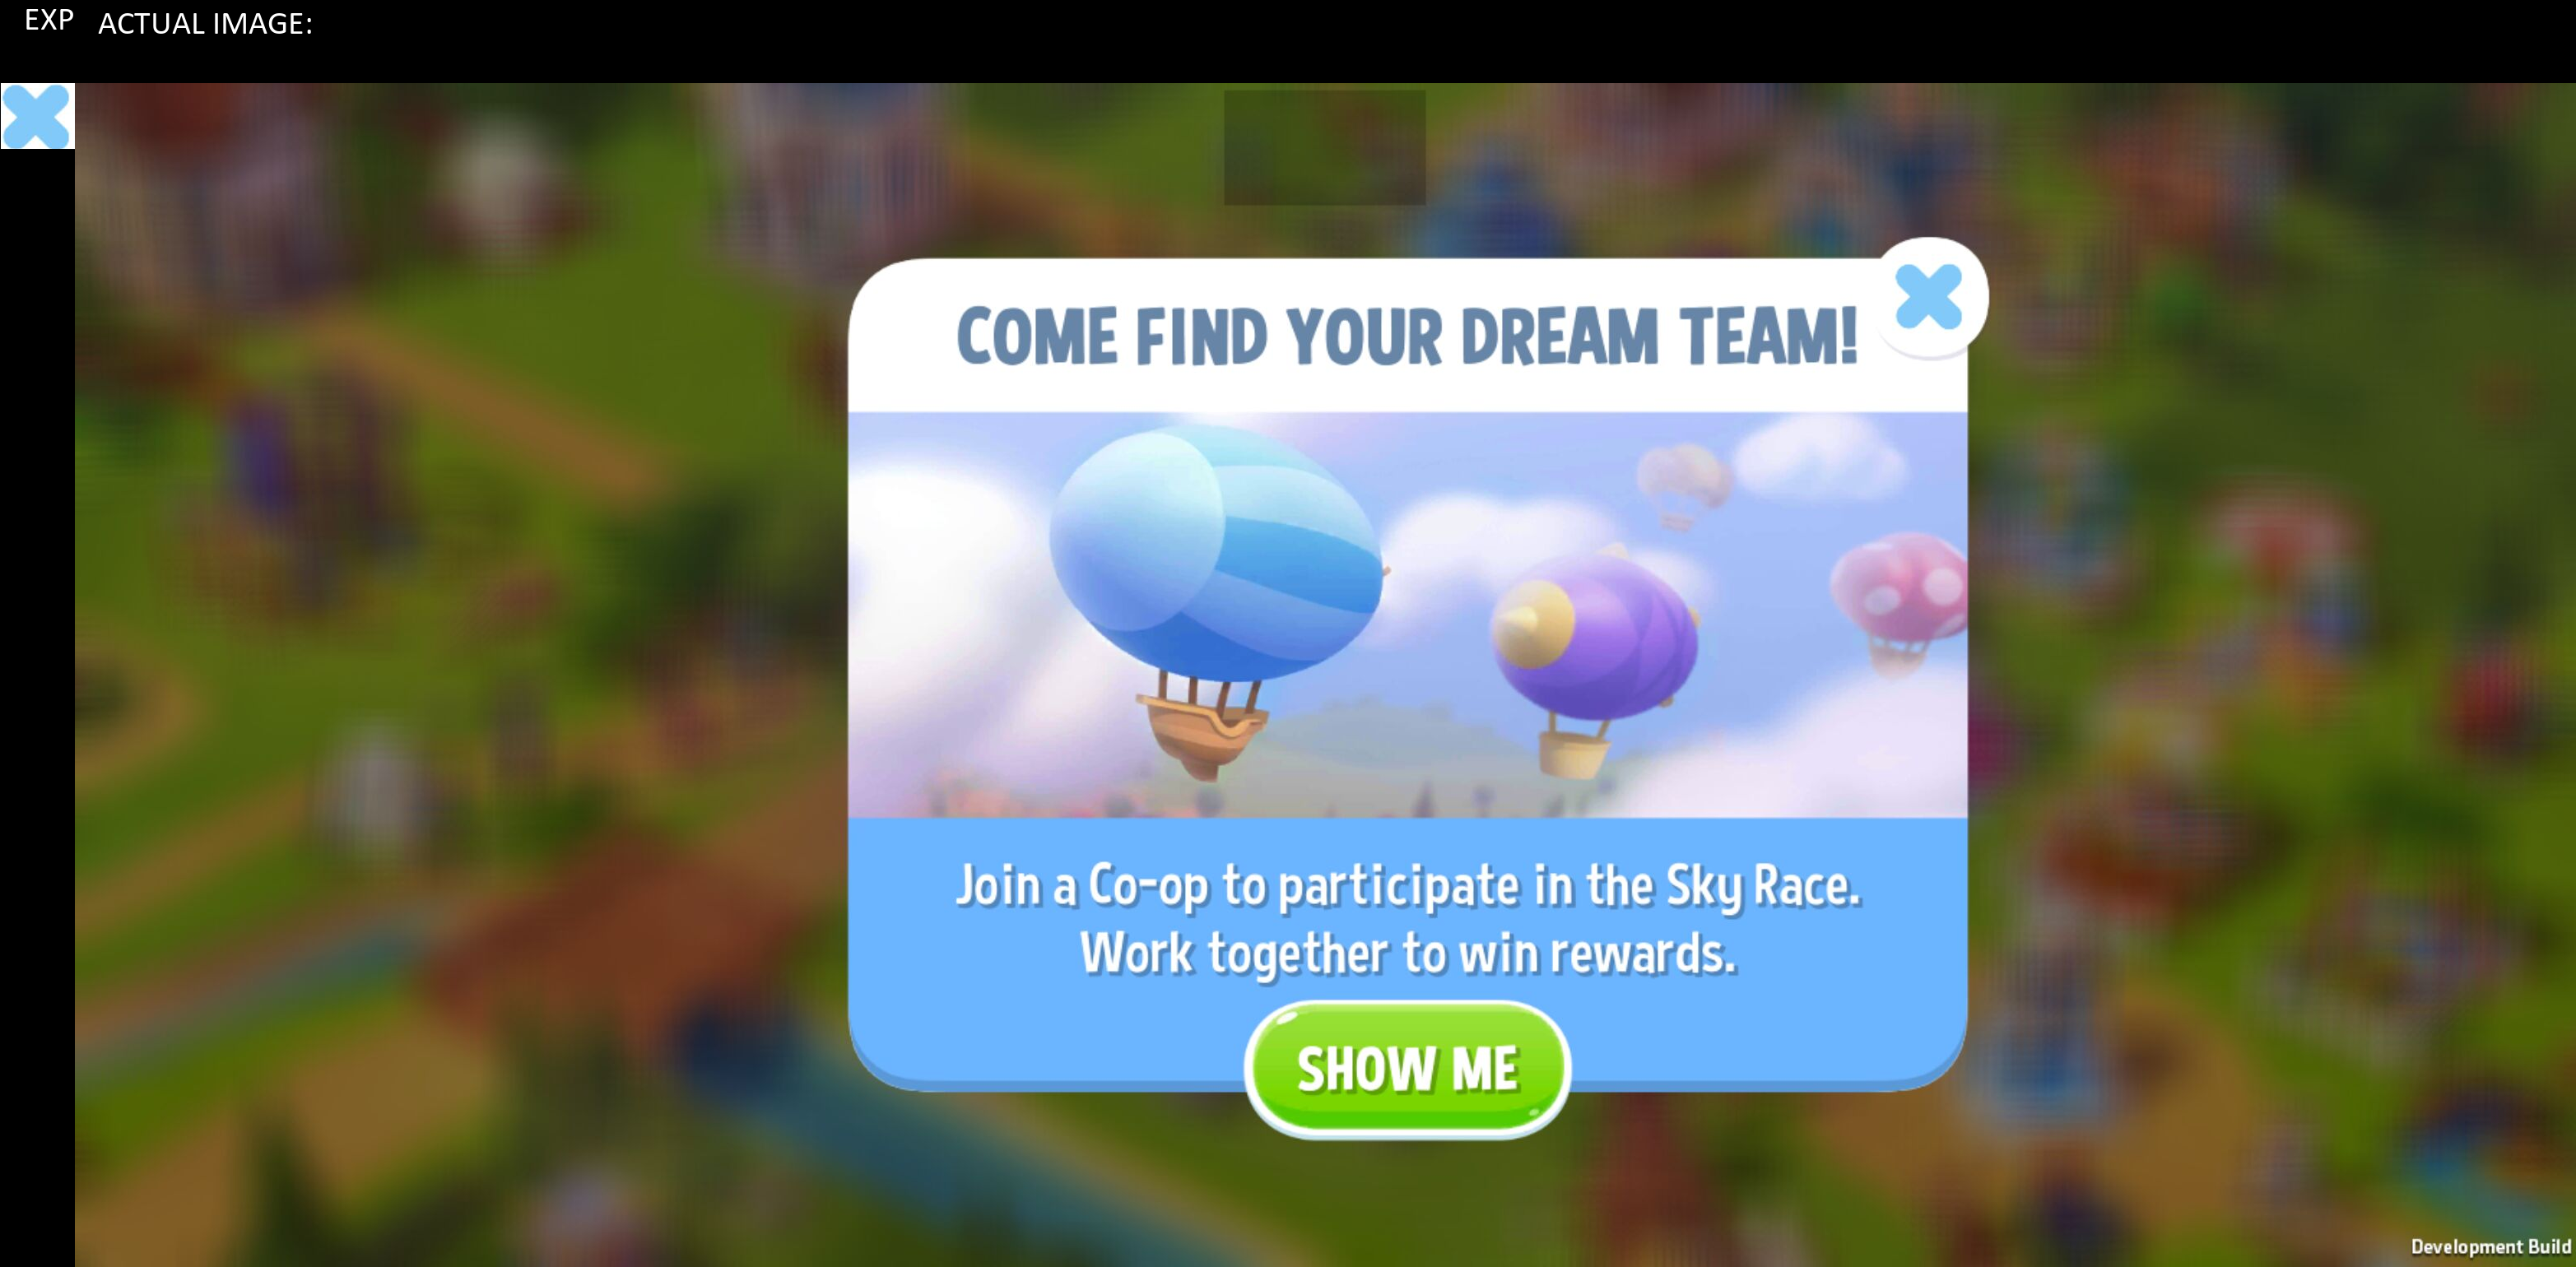 EXP ACTUAL IMAGE:
COME FIND YOUR DREAM TEAM!
Join a Co-op to participate in the Sky Race.
Work together to win rewards.
SHOW ME
Development Build